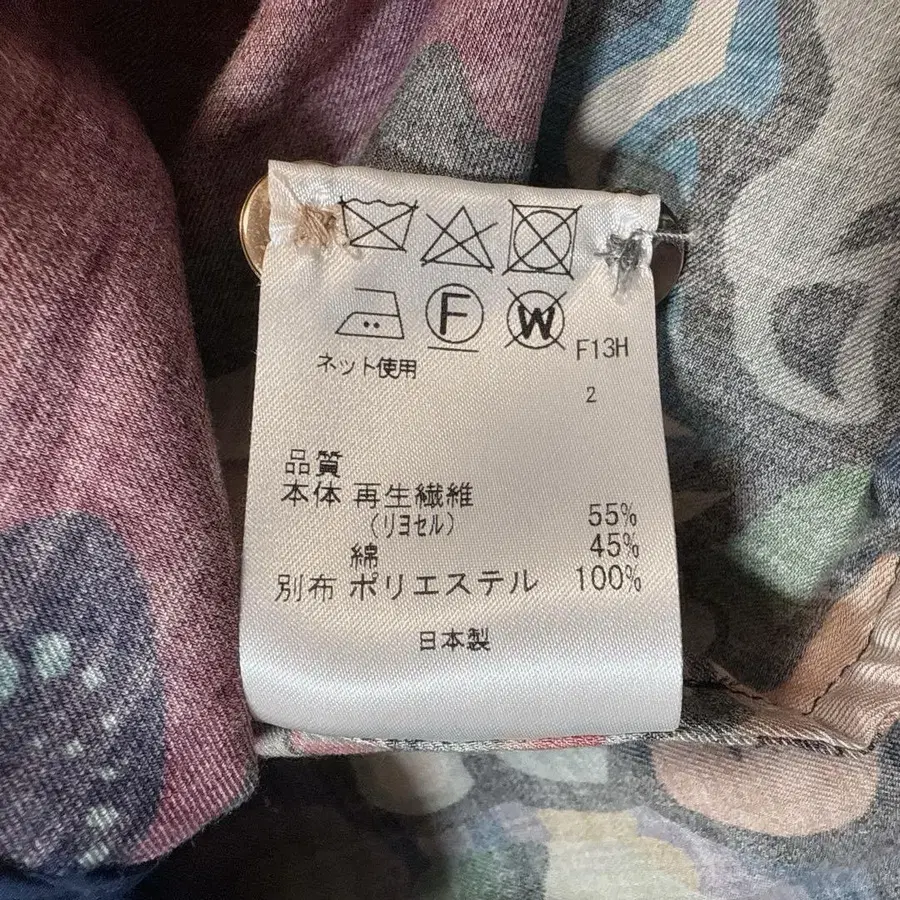 F
W
F13H
ネット使用
2
品質
本体 再生繊維
(リヨセル) 55%
綿 45%
別布 ポリエステル 100%
日本製